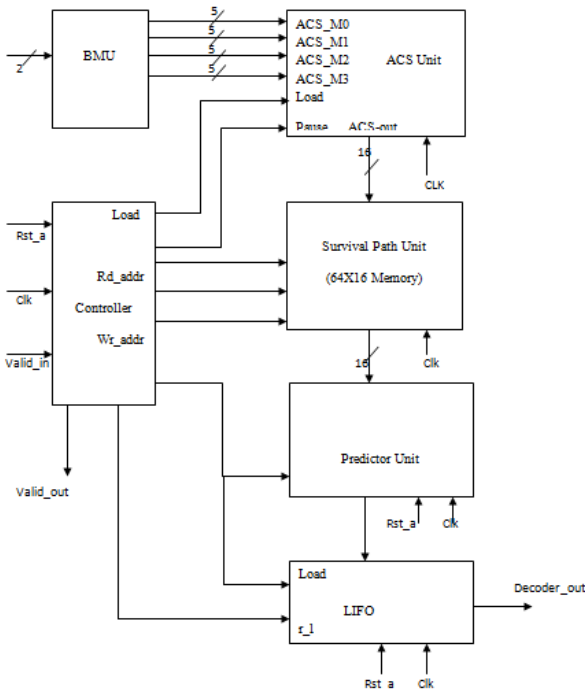 5
5
5
5
2
BMU
ACS_M0
ACS_M1
ACS_M2
ACS_M3
ACS Unit
Load
Pause ACS-out
16
CLK
Load
Rst_a
Rd_addr
Clk
Controller
Wr_addr
Valid_in
Survival Path Unit
(64X16 Memory)
16
Clk
Valid_out
Predictor Unit
Rst_a
Clk
Load
LIFO
r_1
Decoder_out
Rst_a
Clk